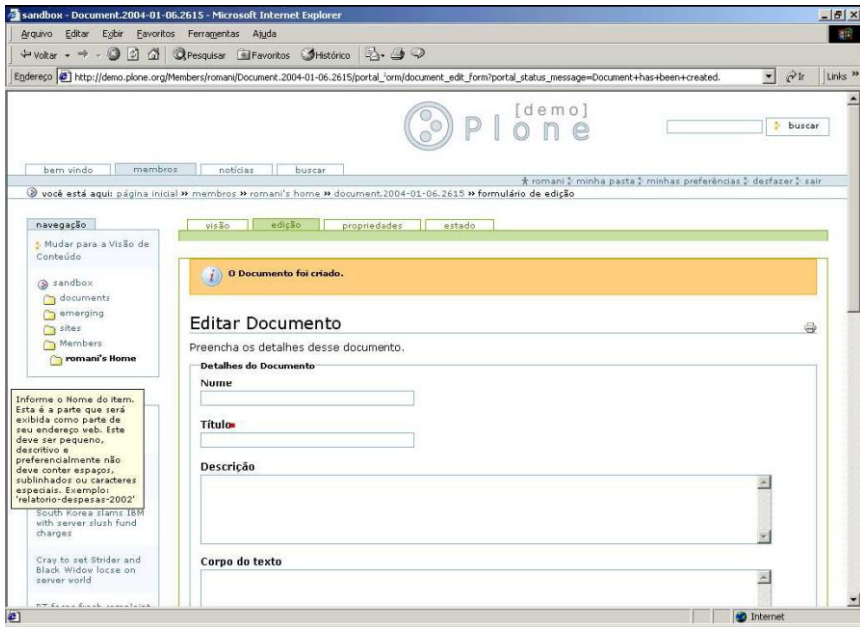 sandbox - Document.2004-01-06.2615 - Microsoft Internet Explorer
Arquivo Editar Exibir Favoritos Ferramentas Ajuda
Voltar Pesquisar Favoritos Histórico
Endereço http://demo.plone.org/Members/romani/Document.2004-01-06.2615/portal_form/document_edit_form?portal_status_message=Document+has+been+created. Ir Links »
[demo]
Plone
buscar
bem vindo membros notícias buscar
romani minha pasta minhas preferências desfazer sair
você está aqui: página inicial » membros » romani's home » document.2004-01-06.2615 » formulário de edição
navegação
Mudar para a Visão de
Conteúdo
sandbox
documents
emerging
sites
Members
romani's Home
visão edição propriedades estado
O Documento foi criado.
Editar Documento
Preencha os detalhes desse documento.
Detalhes do Documento
Nome
Título
Descrição
Corpo do texto
Informe o Nome do item.
Esta é a parte que será
exibida como parte de
seu endereço web. Este
deve ser pequeno,
descritivo e
preferencialmente não
deve conter espaços,
sublinhados ou caracteres
especiais. Exemplo:
'relatorio-despesas-2002'
South Korea slams IBM
with server slush fund
charges
Cray to set Strider and
Black Widow loose on
server world
Internet